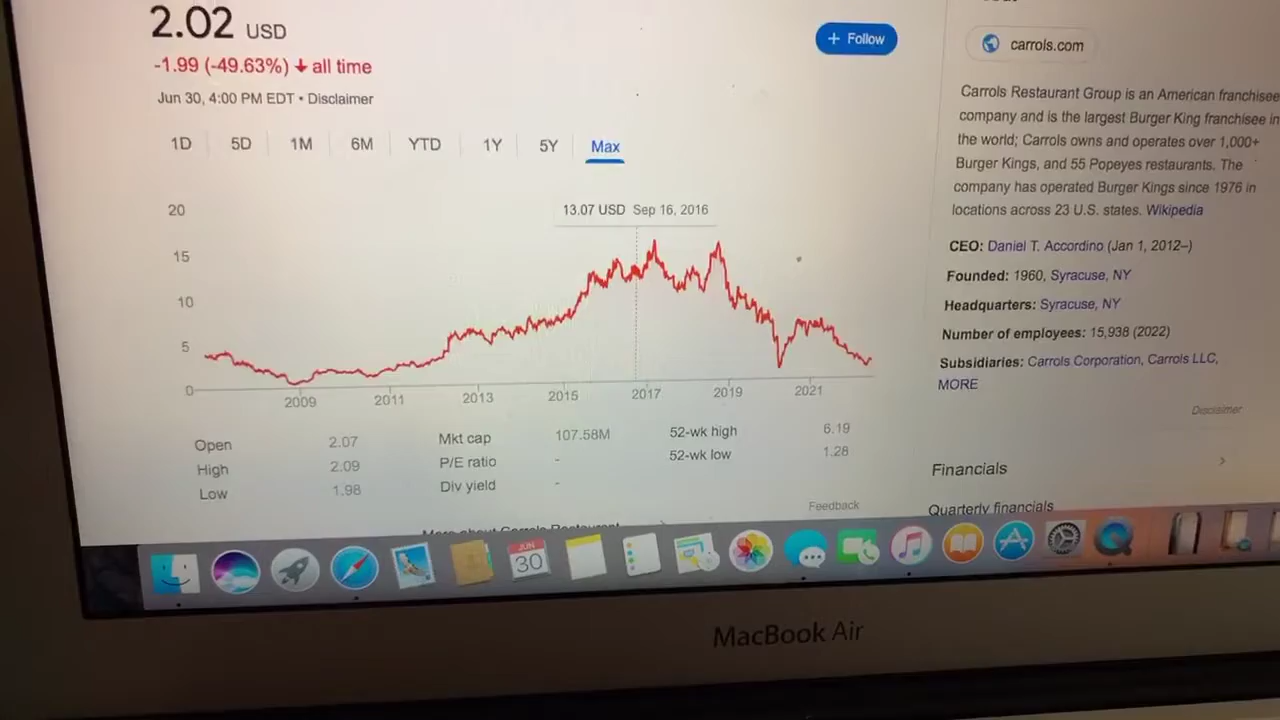 2.02 USD
-1.99 (-49.63%) ↓ all time
Jun 30, 4:00 PM EDT • Disclaimer
+ Follow
1D 5D 1M 6M YTD 1Y 5Y Max
13.07 USD Sep 16, 2016
20
15
10
5
0
2009 2011 2013 2015 2017 2019 2021
Open 2.07 Mkt cap 107.58M 52-wk high 6.19
High 2.09 P/E ratio - 52-wk low 1.28
Low 1.98 Div yield -
Feedback
More about Carrols Restaurant
carrols.com
Carrols Restaurant Group is an American franchisee
company and is the largest Burger King franchisee in
the world; Carrols owns and operates over 1,000+
Burger Kings, and 55 Popeyes restaurants. The
company has operated Burger Kings since 1976 in
locations across 23 U.S. states. Wikipedia
CEO: Daniel T. Accordino (Jan 1, 2012–)
Founded: 1960, Syracuse, NY
Headquarters: Syracuse, NY
Number of employees: 15,938 (2022)
Subsidiaries: Carrols Corporation, Carrols LLC,
MORE
Disclaimer
Financials
Quarterly financials
JUN
30
MacBook Air